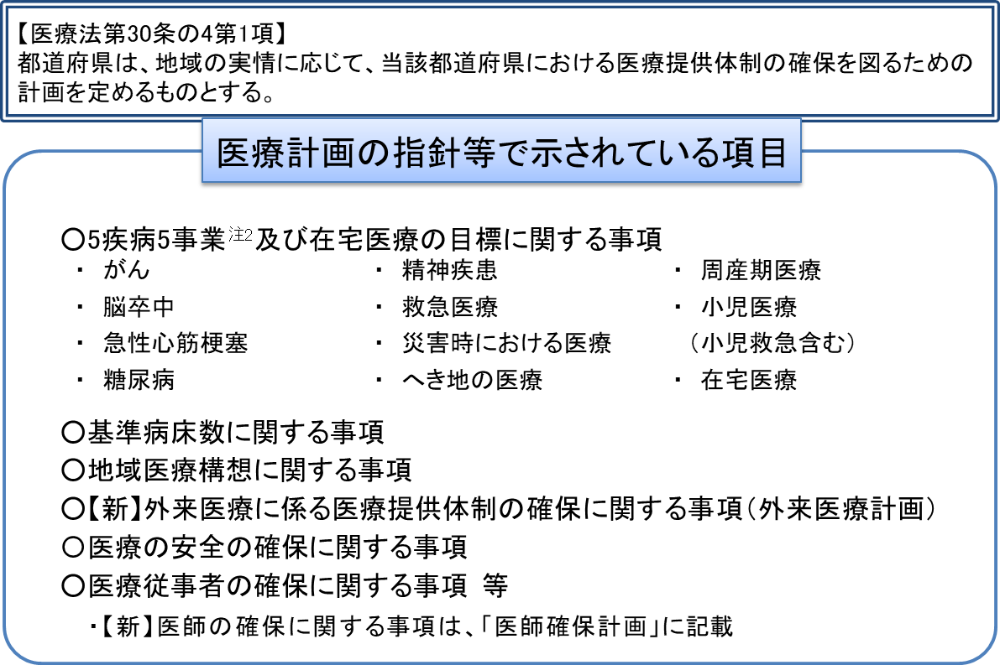 【医療法第30条の4第1項】
都道府県は、地域の実情に応じて、当該都道府県における医療提供体制の確保を図るための
計画を定めるものとする。
医療計画の指針等で示されている項目
○5疾病5事業注2及び在宅医療の目標に関する事項
・ がん
・ 脳卒中
・ 急性心筋梗塞
・ 糖尿病
・ 精神疾患
・ 救急医療
・ 災害時における医療
・ へき地の医療
・ 周産期医療
・ 小児医療
（小児救急含む）
・ 在宅医療
○基準病床数に関する事項
○地域医療構想に関する事項
○【新】外来医療に係る医療提供体制の確保に関する事項（外来医療計画）
○医療の安全の確保に関する事項
○医療従事者の確保に関する事項 等
・【新】医師の確保に関する事項は、「医師確保計画」に記載